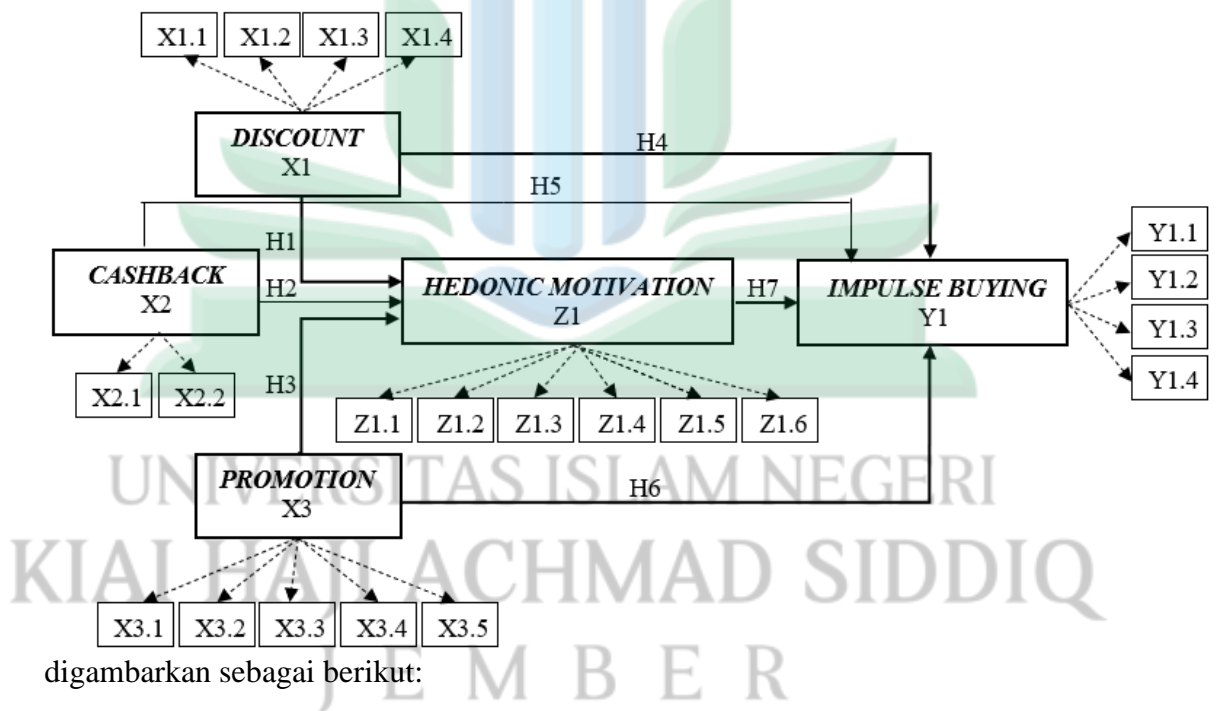 X1.1 X1.2 X1.3 X1.4
DISCOUNT
X1
H4
H5
H1
CASHBACK
X2
H2
HEDONIC MOTIVATION
Z1
H7
IMPULSE BUYING
Y1
Y1.1
Y1.2
Y1.3
Y1.4
X2.1 X2.2
H3
Z1.1 Z1.2 Z1.3 Z1.4 Z1.5 Z1.6
PROMOTION
X3
H6
X3.1 X3.2 X3.3 X3.4 X3.5
UNIVERSITAS ISLAM NEGERI
KIAI HAJI ACHMAD SIDDIQ
JEMBER
digambarkan sebagai berikut: